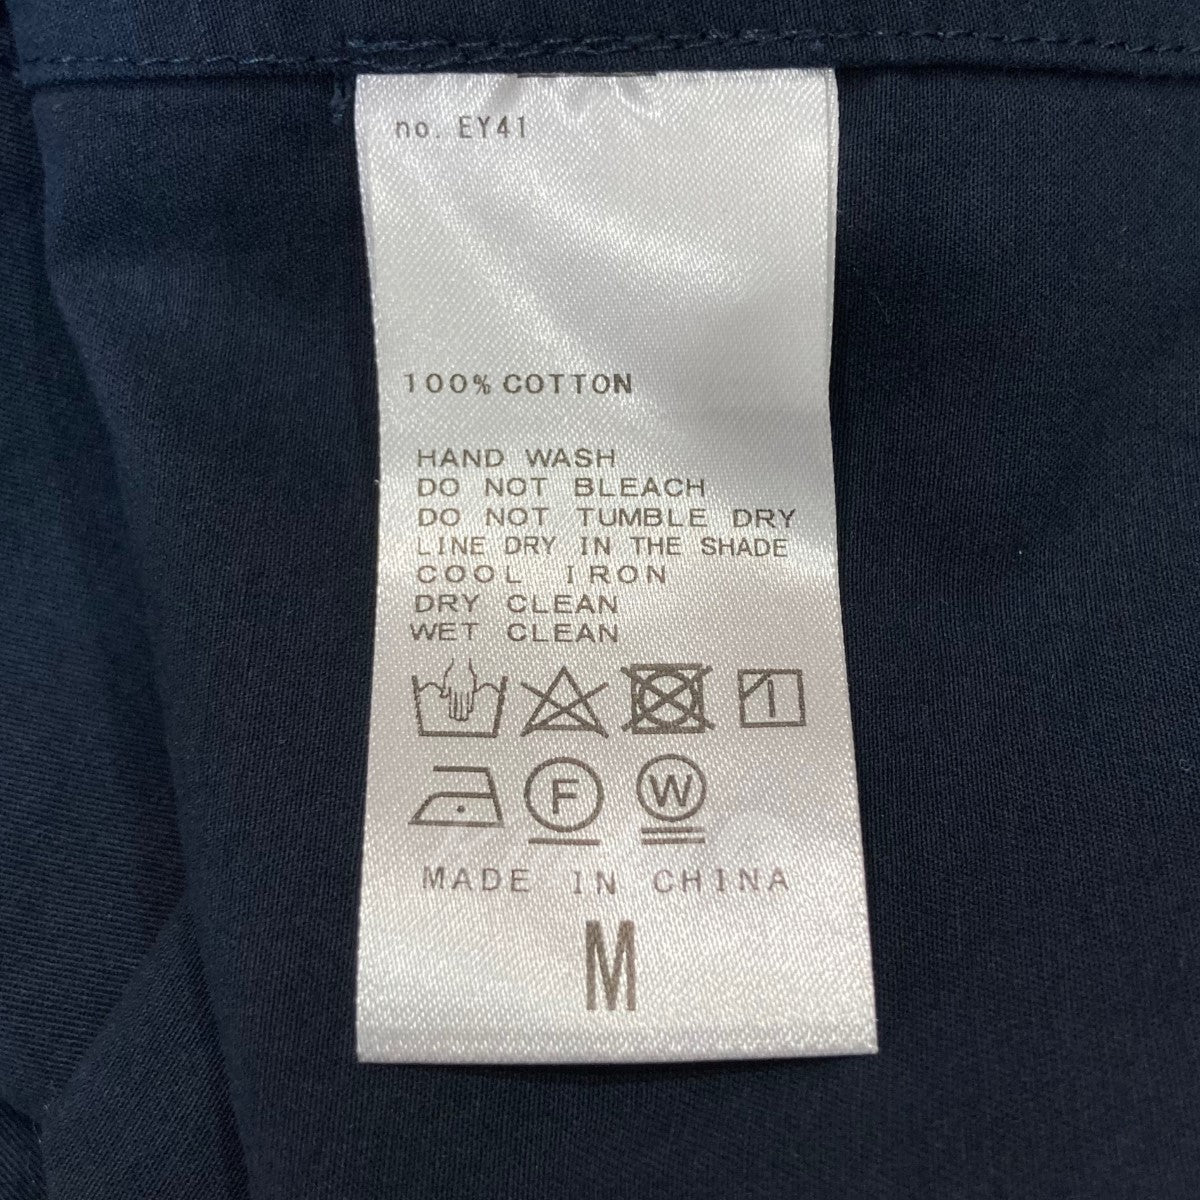 no. EY41
100% COTTON
HAND WASH
DO NOT BLEACH
DO NOT TUMBLE DRY
LINE DRY IN THE SHADE
COOL IRON
DRY CLEAN
WET CLEAN
F W
MADE IN CHINA
M